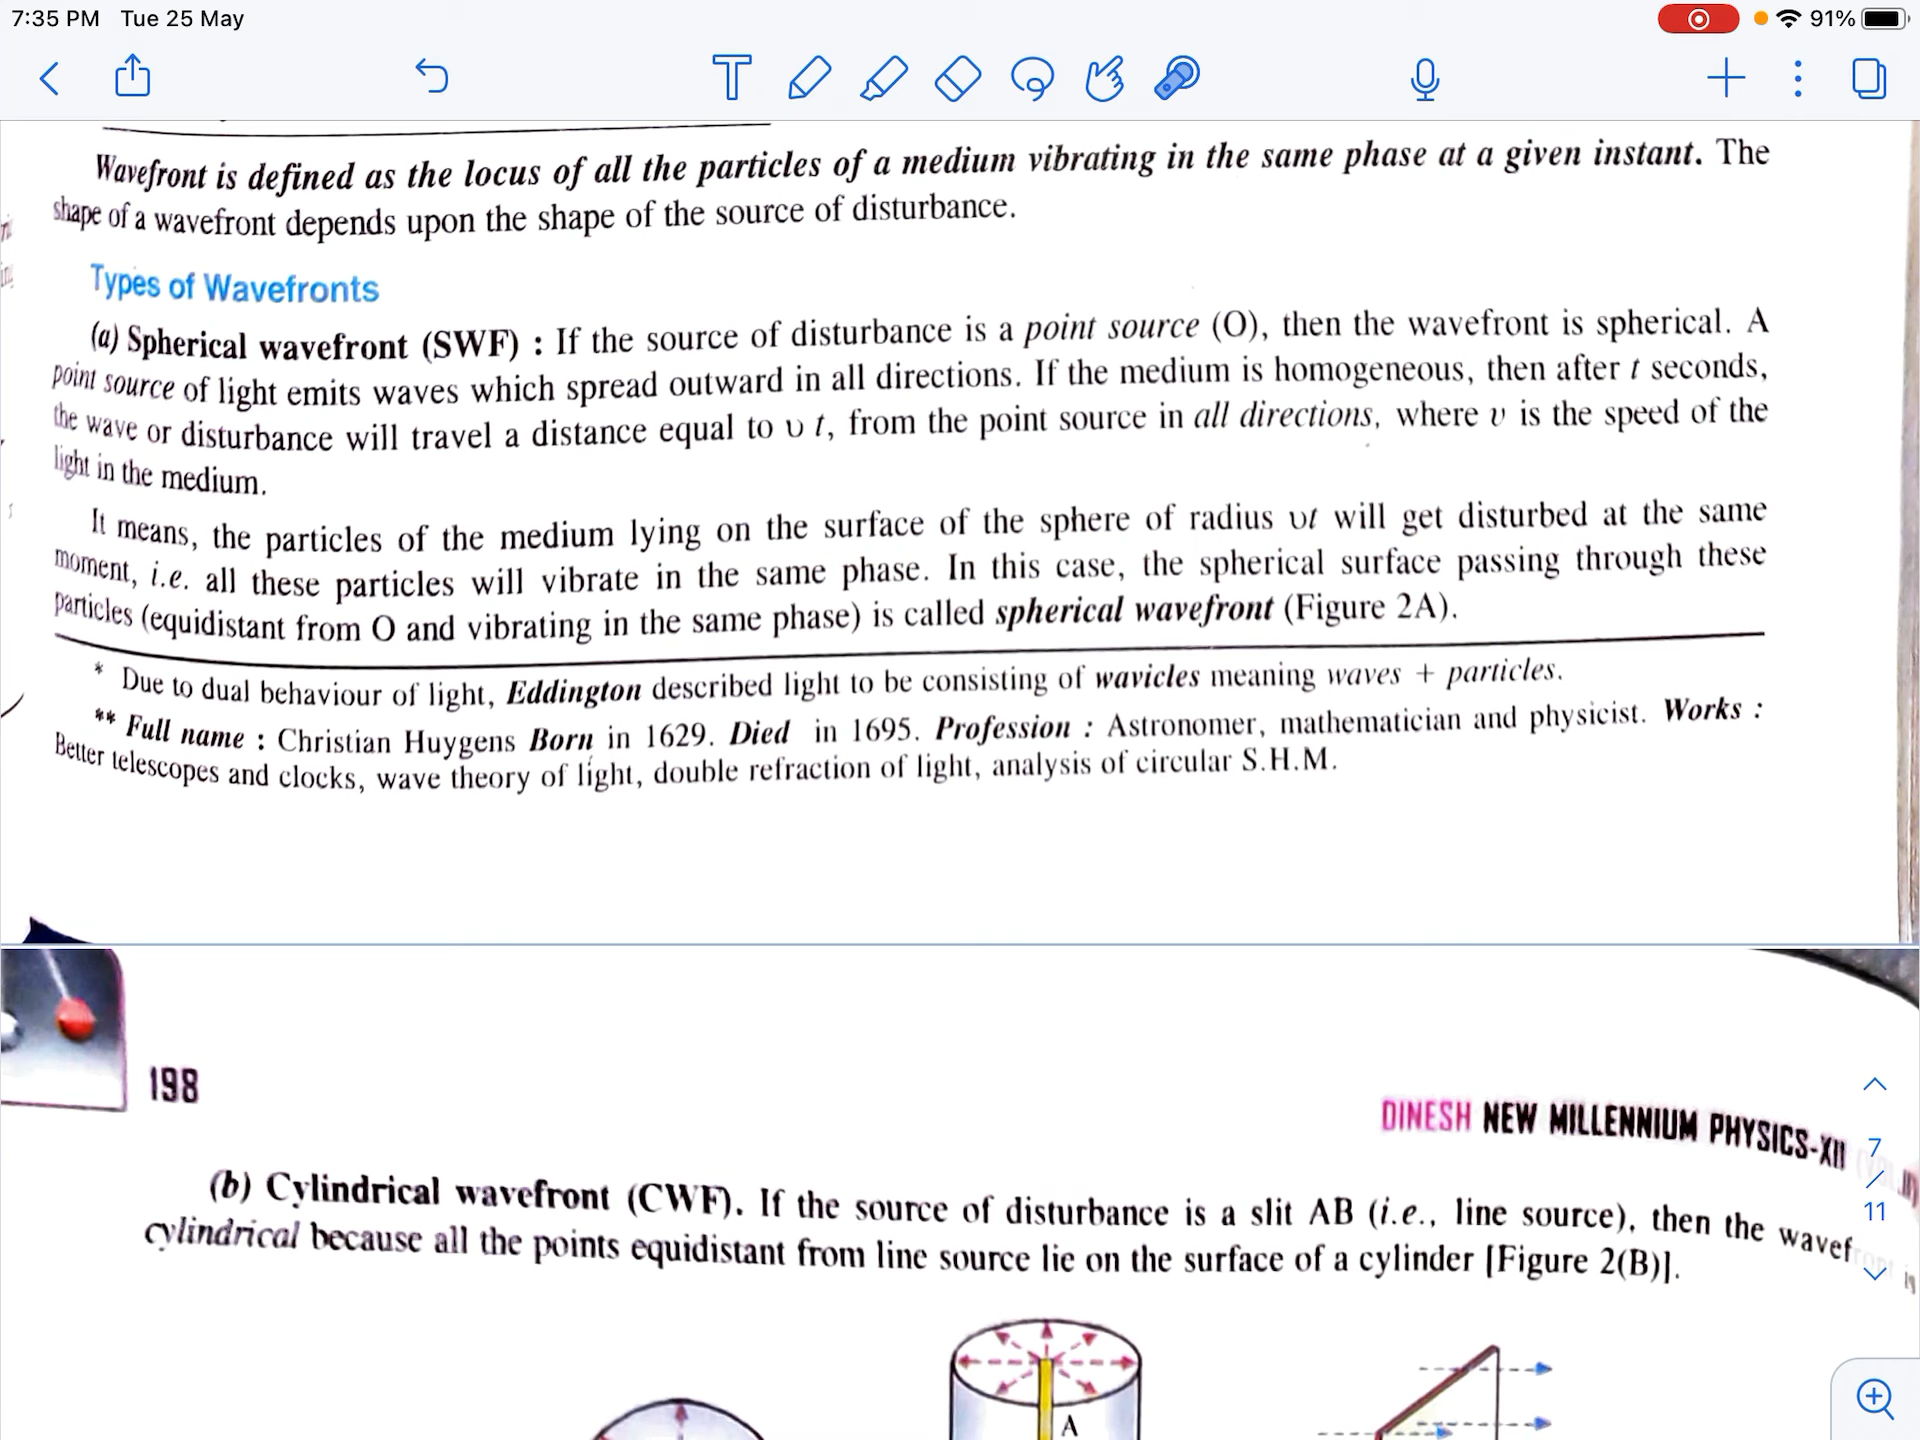 7:35 PM Tue 25 May
91%
Wavefront is defined as the locus of all the particles of a medium vibrating in the same phase at a given instant. The
shape of a wavefront depends upon the shape of the source of disturbance.
Types of Wavefronts
(a) Spherical wavefront (SWF) : If the source of disturbance is a point source (O), then the wavefront is spherical. A
point source of light emits waves which spread outward in all directions. If the medium is homogeneous, then after t seconds,
the wave or disturbance will travel a distance equal to υ t, from the point source in all directions, where υ is the speed of the
light in the medium.
It means, the particles of the medium lying on the surface of the sphere of radius υt will get disturbed at the same
moment, i.e. all these particles will vibrate in the same phase. In this case, the spherical surface passing through these
particles (equidistant from O and vibrating in the same phase) is called spherical wavefront (Figure 2A).
* Due to dual behaviour of light, Eddington described light to be consisting of wavicles meaning waves + particles.
** Full name : Christian Huygens Born in 1629. Died in 1695. Profession : Astronomer, mathematician and physicist. Works :
Better telescopes and clocks, wave theory of light, double refraction of light, analysis of circular S.H.M.
198
DINESH NEW MILLENNIUM PHYSICS-XII
7
/
11
(b) Cylindrical wavefront (CWF). If the source of disturbance is a slit AB (i.e., line source), then the wavefront is
cylindrical because all the points equidistant from line source lie on the surface of a cylinder [Figure 2(B)].
A